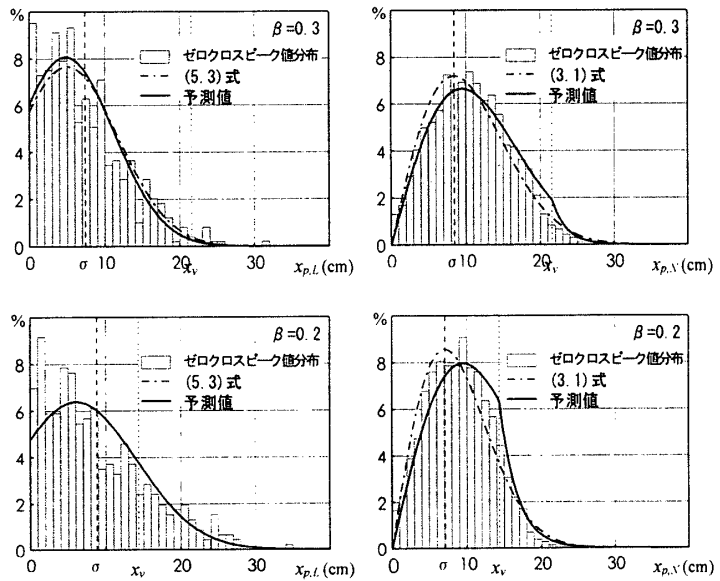 % β=0.3
ゼロクロスピーク値分布
(5.3)式
予測値
8
6
4
2
0
0 σ 10 x_v 20 30 x_{p,L}(cm)
% β=0.3
ゼロクロスピーク値分布
(3.1)式
予測値
8
6
4
2
0
0 σ 10 20 x_v 30 x_{p,N}(cm)
% β=0.2
ゼロクロスピーク値分布
(5.3)式
予測値
8
6
4
2
0
0 σ x_v 20 30 x_{p,L}(cm)
% β=0.2
ゼロクロスピーク値分布
(3.1)式
予測値
8
6
4
2
0
0 σ 10 x_v 20 30 x_{p,N}(cm)